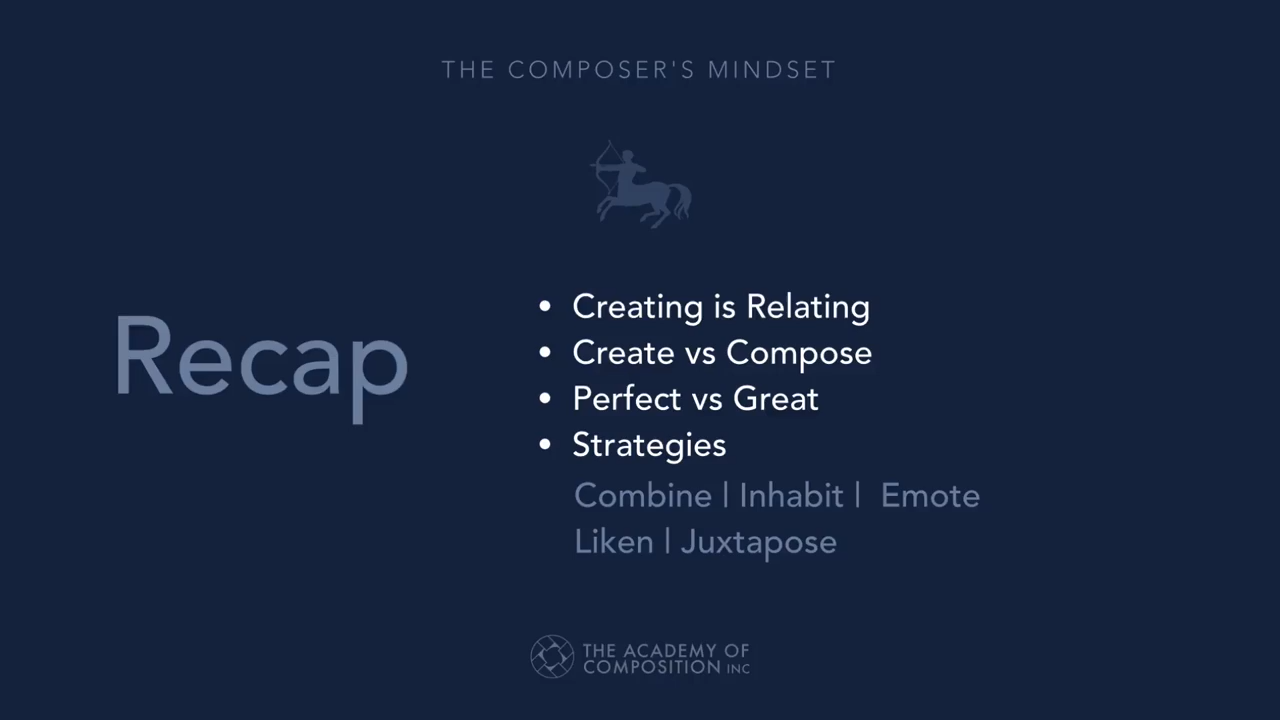 THE COMPOSER'S MINDSET
Recap
• Creating is Relating
• Create vs Compose
• Perfect vs Great
• Strategies
Combine | Inhabit | Emote
Liken | Juxtapose
THE ACADEMY OF
COMPOSITION INC